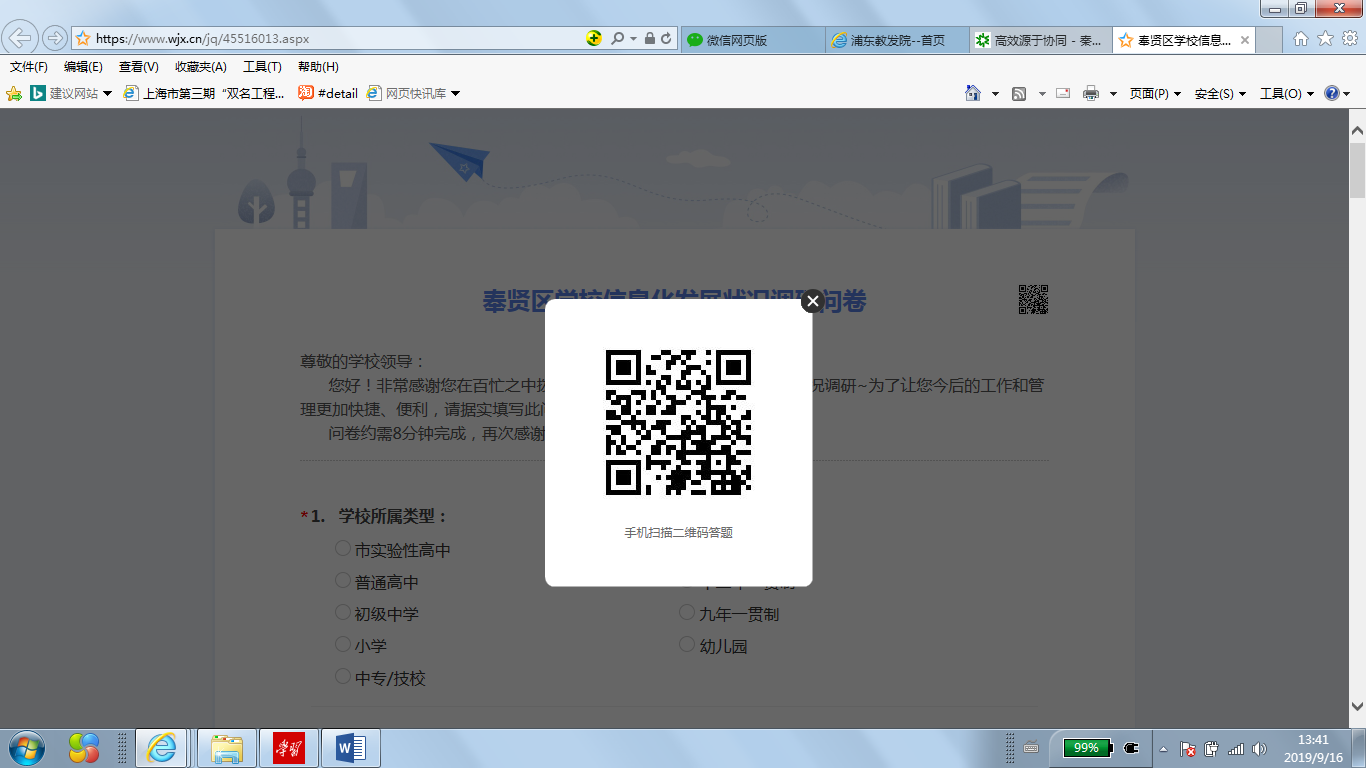 https://www.wjx.cn/jq/45516013.aspx
微信网页版
浦东教发院--首页
高效源于协同 - 秦...
奉贤区学校信息...
文件(F) 编辑(E) 查看(V) 收藏夹(A) 工具(T) 帮助(H)
建议网站
上海市第三期“双名工程...
淘 #detail
网页快讯库
页面(P) 安全(S) 工具(O)
奉贤区学校信息化发展状况调研问卷
尊敬的学校领导：
您好！非常感谢您在百忙之中 况调研~为了让您今后的工作和管
理更加快捷、便利，请据实填写此
问卷约需8分钟完成，再次感谢
手机扫描二维码答题
*1. 学校所属类型：
市实验性高中
普通高中
初级中学 九年一贯制
小学 幼儿园
中专/技校
学习
W
99%
13:41
2019/9/16